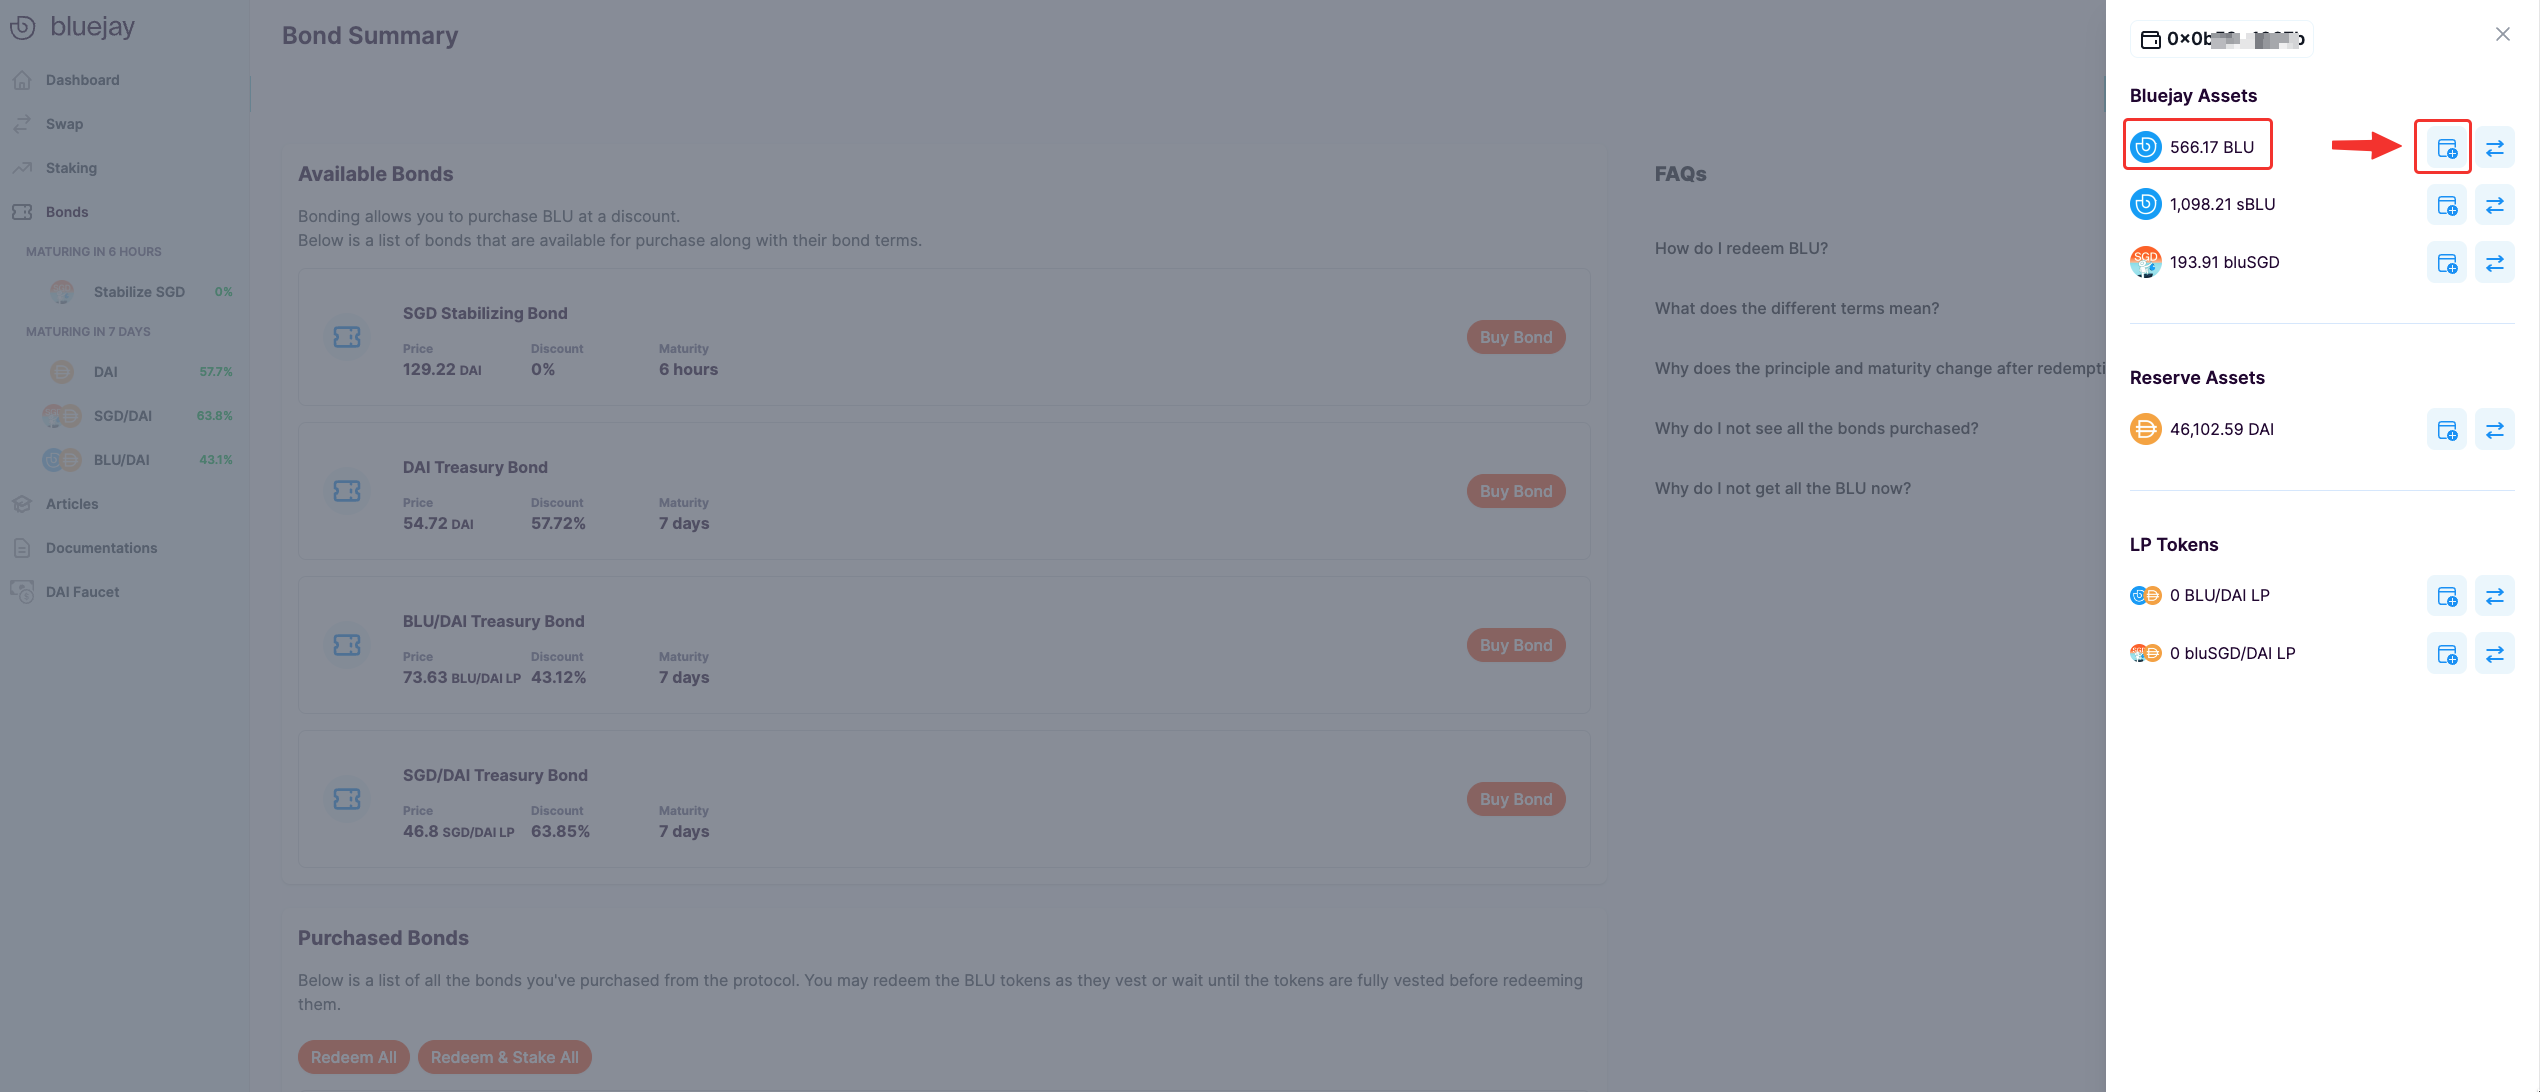 bluejay
Dashboard
Swap
Staking
Bonds
MATURING IN 6 HOURS
Stabilize SGD 0%
MATURING IN 7 DAYS
DAI 57.7%
SGD/DAI 63.8%
BLU/DAI 43.1%
Articles
Documentations
DAI Faucet
Bond Summary
Available Bonds
Bonding allows you to purchase BLU at a discount.
Below is a list of bonds that are available for purchase along with their bond terms.
SGD Stabilizing Bond
Price Discount Maturity
129.22 DAI 0% 6 hours
Buy Bond
DAI Treasury Bond
Price Discount Maturity
54.72 DAI 57.72% 7 days
Buy Bond
BLU/DAI Treasury Bond
Price Discount Maturity
73.63 BLU/DAI LP 43.12% 7 days
Buy Bond
SGD/DAI Treasury Bond
Price Discount Maturity
46.8 SGD/DAI LP 63.85% 7 days
Buy Bond
Purchased Bonds
Below is a list of all the bonds you've purchased from the protocol. You may redeem the BLU tokens as they vest or wait until the tokens are fully vested before redeeming
them.
Redeem All Redeem & Stake All
FAQs
How do I redeem BLU?
What does the different terms mean?
Why does the principle and maturity change after redempti
Why do I not see all the bonds purchased?
Why do I not get all the BLU now?
Bluejay Assets
566.17 BLU
1,098.21 sBLU
SGD
193.91 bluSGD
Reserve Assets
46,102.59 DAI
LP Tokens
0 BLU/DAI LP
0 bluSGD/DAI LP